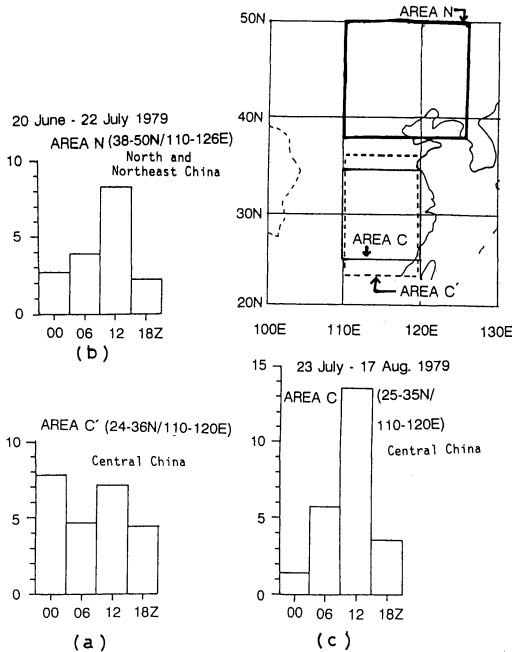 AREA N
50N
40N
30N
20N
100E 110E 120E 130E
AREA C
AREA C'
20 June - 22 July 1979
AREA N (38-50N/110-126E)
North and
Northeast China
10
5
0
00 06 12 18Z
(b)
AREA C' (24-36N/110-120E)
Central China
10
5
0
00 06 12 18Z
(a)
23 July - 17 Aug. 1979
15
AREA C (25-35N/
110-120E)
Central China
10
5
0
00 06 12 18Z
(c)